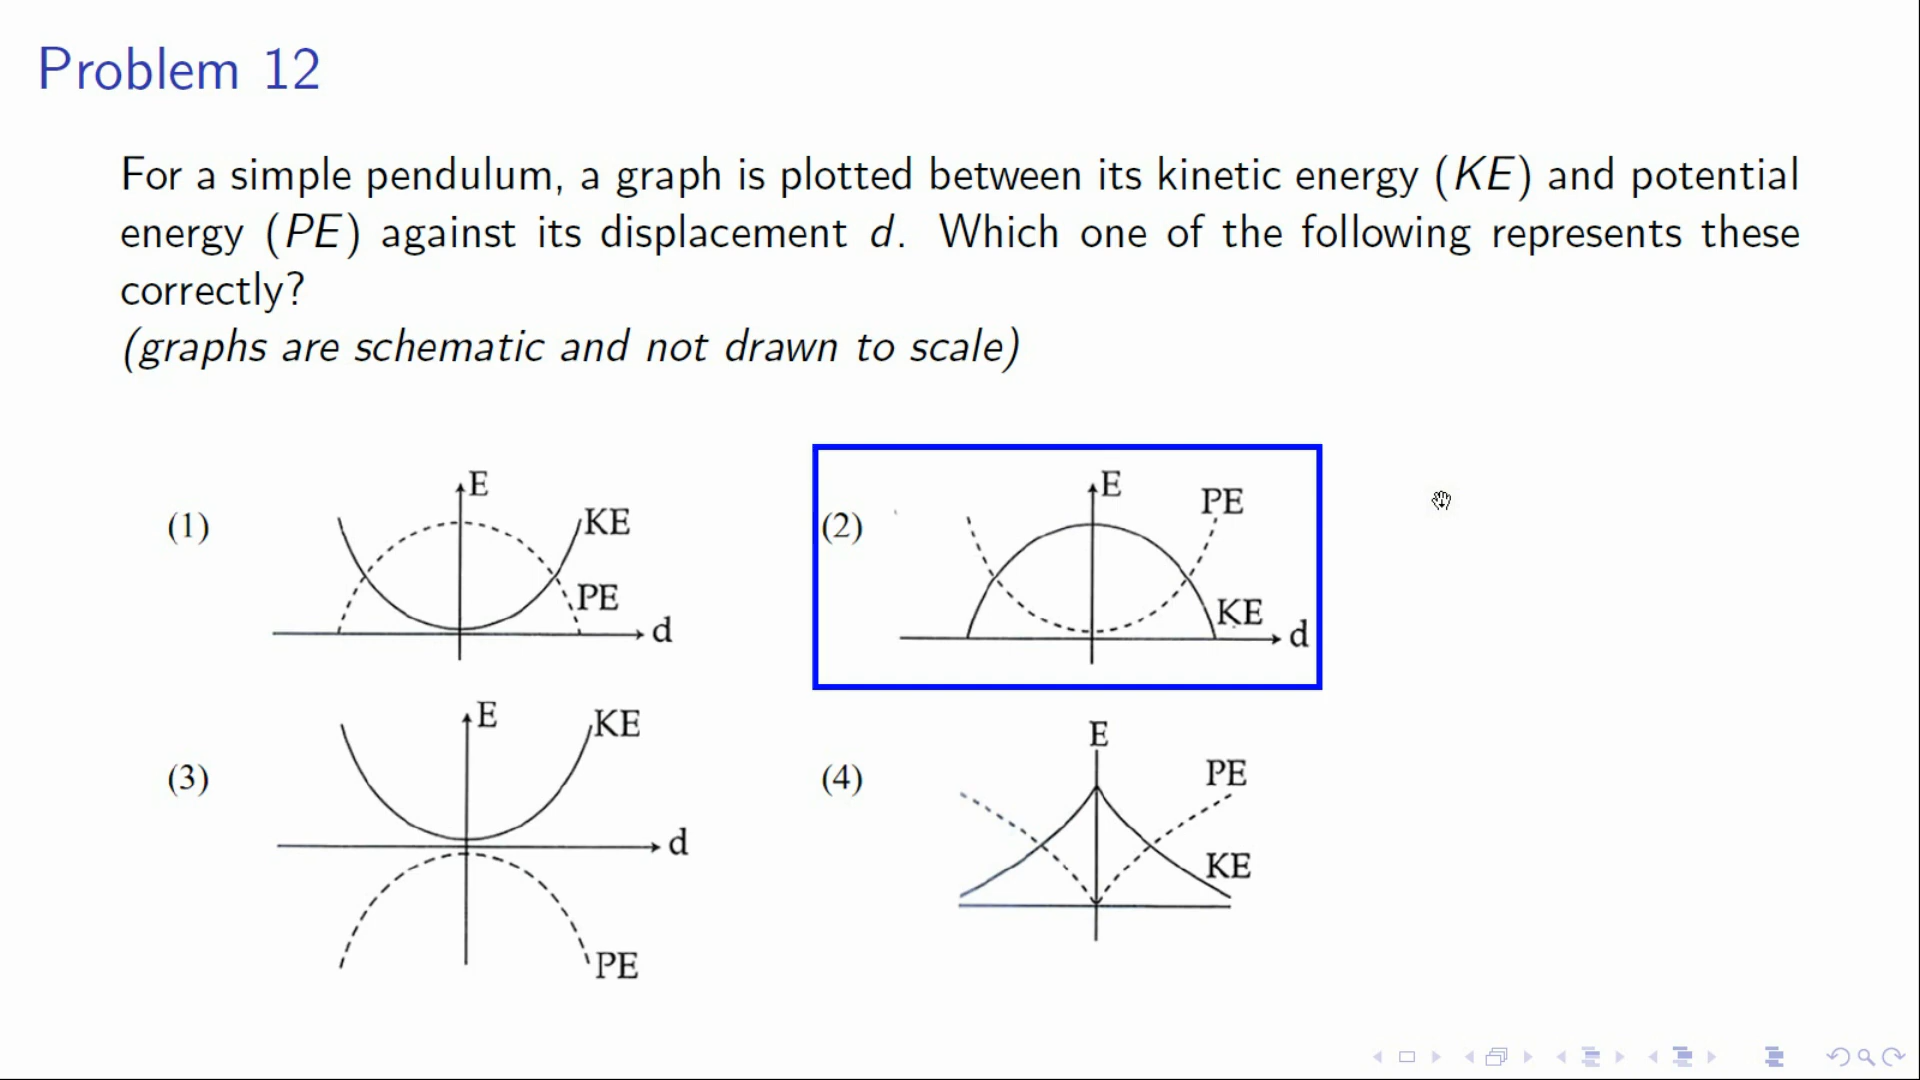 Problem 12
For a simple pendulum, a graph is plotted between its kinetic energy (KE) and potential
energy (PE) against its displacement d. Which one of the following represents these
correctly?
(graphs are schematic and not drawn to scale)
(1)
E
KE
PE
d
(2)
E
PE
KE
d
(3)
E
KE
d
PE
(4)
E
PE
KE